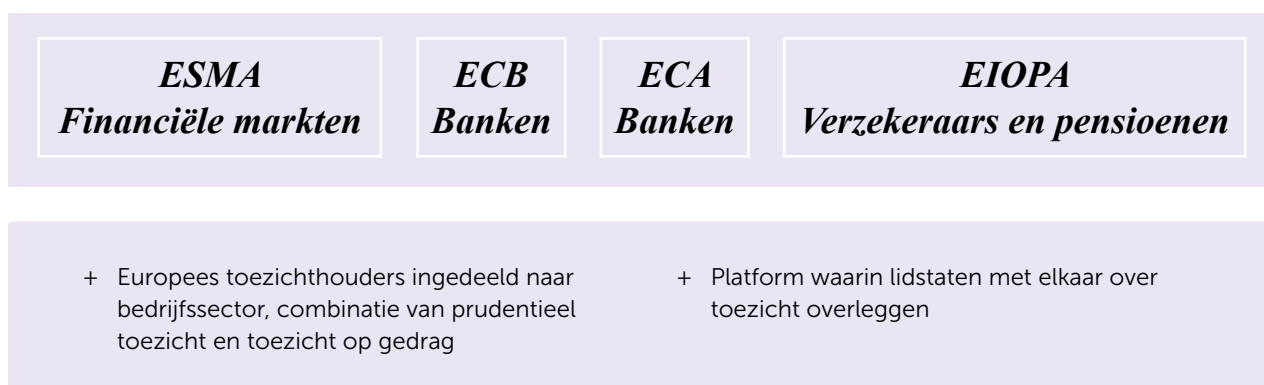 ESMA
Financiële markten
ECB
Banken
ECA
Banken
EIOPA
Verzekeraars en pensioenen
+ Europees toezichthouders ingedeeld naar
bedrijfssector, combinatie van prudentieel
toezicht en toezicht op gedrag
+ Platform waarin lidstaten met elkaar over
toezicht overleggen